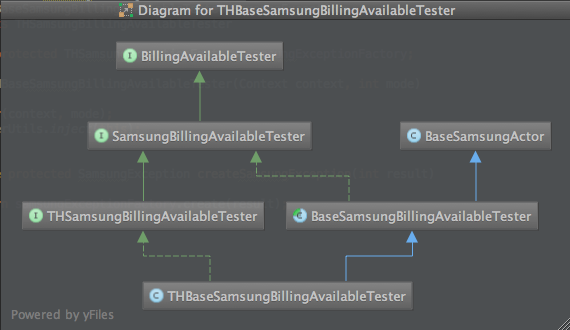 Diagram for THBaseSamsungBillingAvailableTester
I BillingAvailableTester
I SamsungBillingAvailableTester
C BaseSamsungActor
I THSamsungBillingAvailableTester
C BaseSamsungBillingAvailableTester
C THBaseSamsungBillingAvailableTester
Powered by yFiles